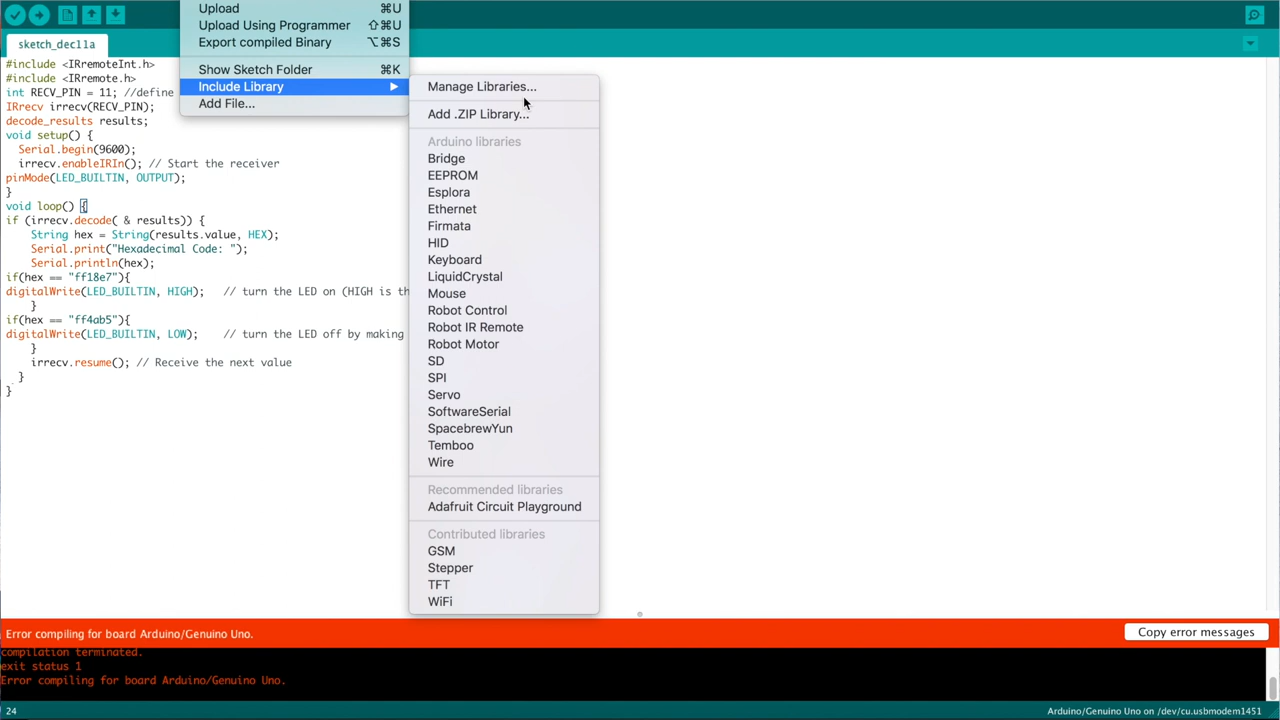 Upload ⌘U
Upload Using Programmer ⇧⌘U
Export compiled Binary ⌥⌘S
Show Sketch Folder ⌘K
Include Library ▶
Add File...
sketch_dec11a
#include <IRremoteInt.h>
#include <IRremote.h>
int RECV_PIN = 11; //define
IRrecv irrecv(RECV_PIN);
decode_results results;
void setup() {
Serial.begin(9600);
irrecv.enableIRIn(); // Start the receiver
pinMode(LED_BUILTIN, OUTPUT);
}
void loop() {
if (irrecv.decode( & results)) {
String hex = String(results.value, HEX);
Serial.print("Hexadecimal Code: ");
Serial.println(hex);
if(hex == "ff18e7"){
digitalWrite(LED_BUILTIN, HIGH); // turn the LED on (HIGH is th
}
if(hex == "ff4ab5"){
digitalWrite(LED_BUILTIN, LOW); // turn the LED off by making
}
irrecv.resume(); // Receive the next value
}
}
Manage Libraries...
Add .ZIP Library...
Arduino libraries
Bridge
EEPROM
Esplora
Ethernet
Firmata
HID
Keyboard
LiquidCrystal
Mouse
Robot Control
Robot IR Remote
Robot Motor
SD
SPI
Servo
SoftwareSerial
SpacebrewYun
Temboo
Wire
Recommended libraries
Adafruit Circuit Playground
Contributed libraries
GSM
Stepper
TFT
WiFi
Error compiling for board Arduino/Genuino Uno.
Copy error messages
compilation terminated.
exit status 1
Error compiling for board Arduino/Genuino Uno.
24
Arduino/Genuino Uno on /dev/cu.usbmodem1451